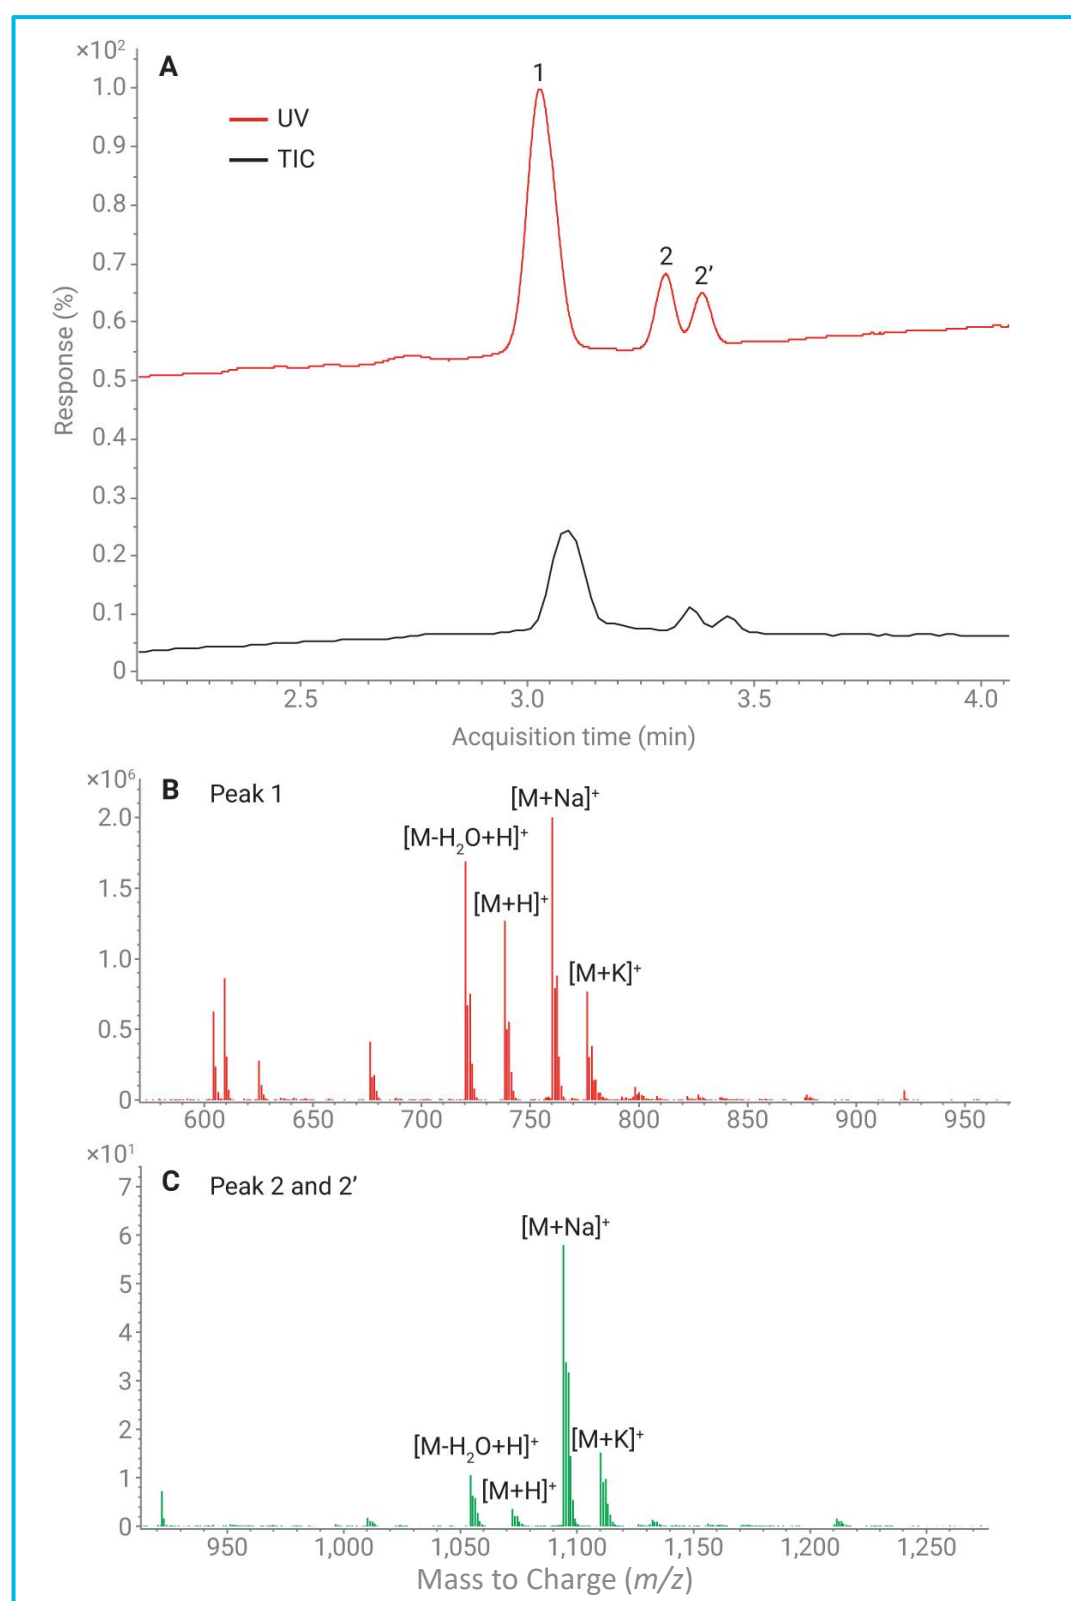 ×10²
A
1
1.0
UV
0.9
TIC
0.8
0.7
2
2’
0.6
Response (%)
0.5
0.4
0.3
0.2
0.1
0
2.5 3.0 3.5 4.0
Acquisition time (min)
×10⁶
B Peak 1
[M+Na]⁺
2.0
[M-H₂O+H]⁺
1.5
[M+H]⁺
1.0
[M+K]⁺
0.5
0
600 650 700 750 800 850 900 950
×10¹
C Peak 2 and 2’
7
[M+Na]⁺
6
5
4
3
2
[M-H₂O+H]⁺ [M+K]⁺
1
[M+H]⁺
0
950 1,000 1,050 1,100 1,150 1,200 1,250
Mass to Charge (m/z)